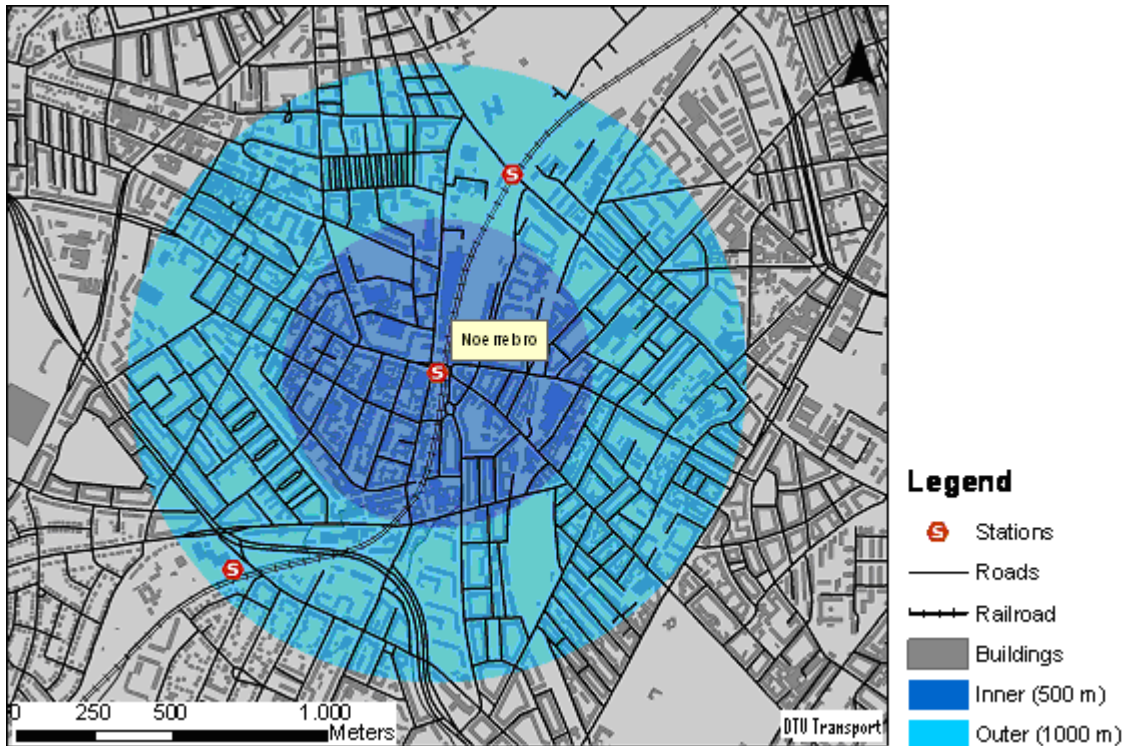 Noerrebro
Legend
Stations
Roads
Railroad
Buildings
Inner (500 m)
Outer (1000 m)
0 250 500 1.000
Meters
DTU Transport